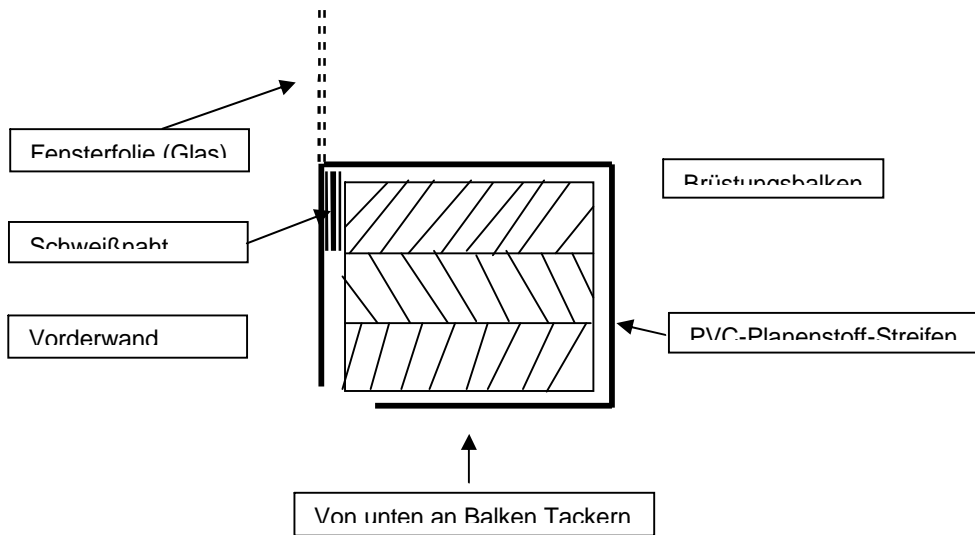 Fensterfolie (Glas)
Brüstungsbalken
Schweißnaht
Vorderwand
PVC-Planenstoff-Streifen
Von unten an Balken Tackern